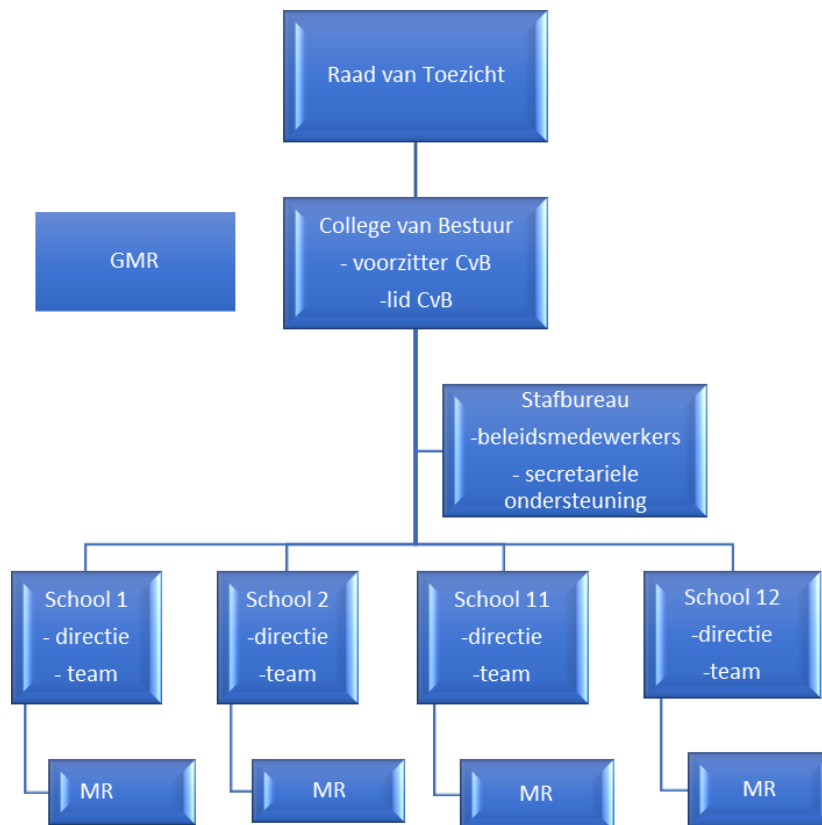 Raad van Toezicht
College van Bestuur
- voorzitter CvB
-lid CvB
GMR
Stafbureau
-beleidsmedewerkers
- secretariele
ondersteuning
School 1
- directie
- team
School 2
-directie
-team
School 11
-directie
-team
School 12
-directie
-team
MR
MR
MR
MR